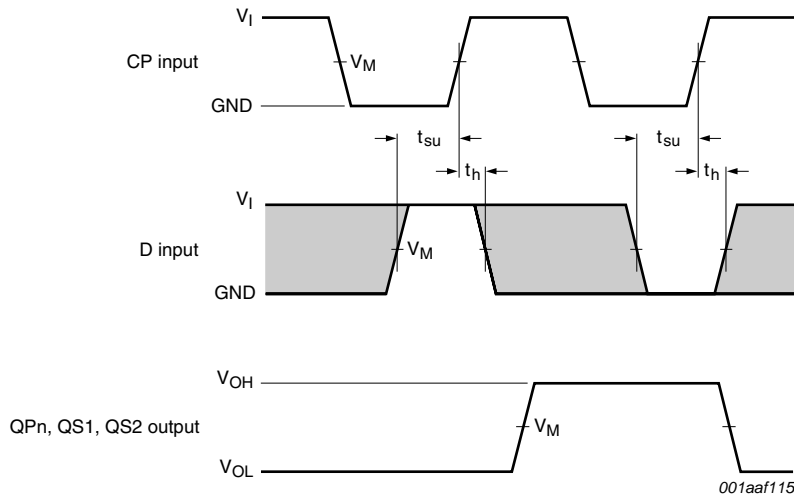 V_I
CP input
V_M
GND
t_su
t_su
t_h
t_h
V_I
D input
V_M
GND
V_OH
QPn, QS1, QS2 output
V_M
V_OL
001aaf115